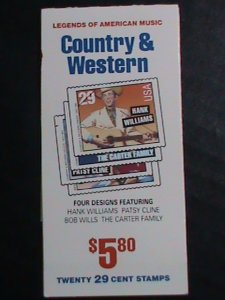 LEGENDS OF AMERICAN MUSIC
Country &
Western
29
USA
HANK
WILLIAMS
THE CARTER FAMILY
PATSY CLINE
FOUR DESIGNS FEATURING
HANK WILLIAMS PATSY CLINE
BOB WILLS THE CARTER FAMILY
$5.80
TWENTY 29 CENT STAMPS